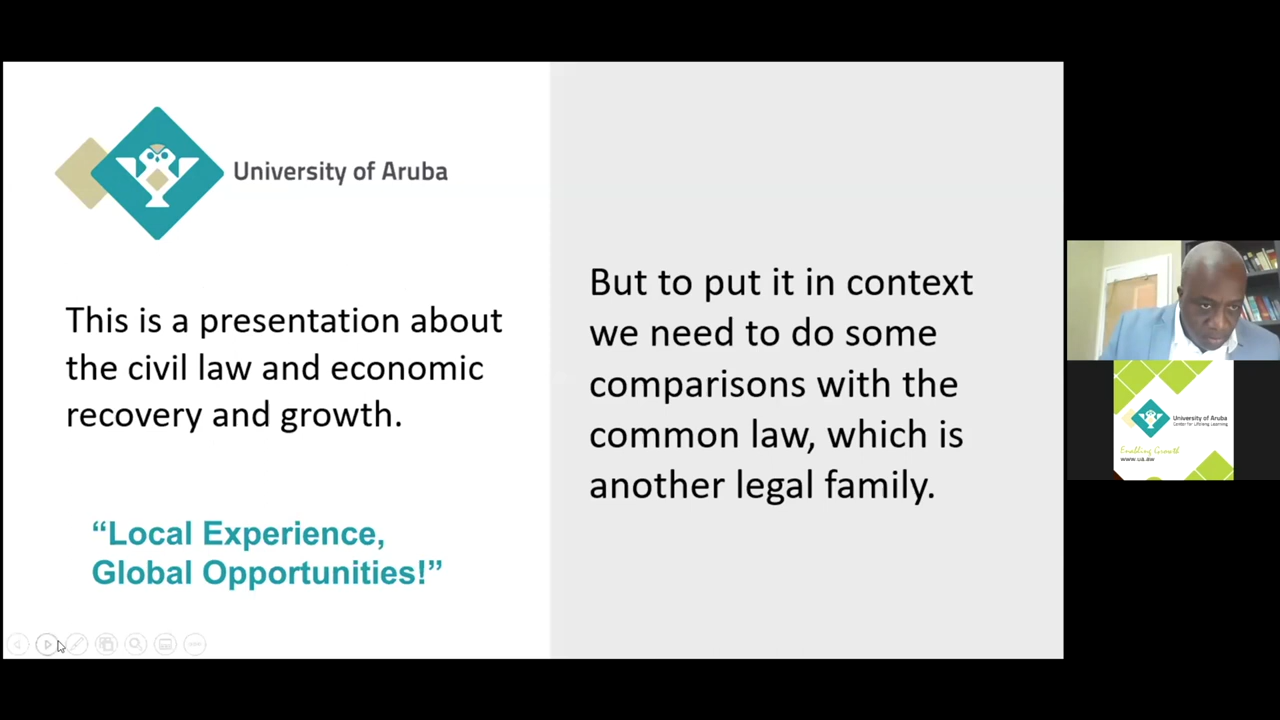 University of Aruba
This is a presentation about
the civil law and economic
recovery and growth.
“Local Experience,
Global Opportunities!”
But to put it in context
we need to do some
comparisons with the
common law, which is
another legal family.
University of Aruba
Center for Lifelong Learning
Enabling Growth
www.ua.aw